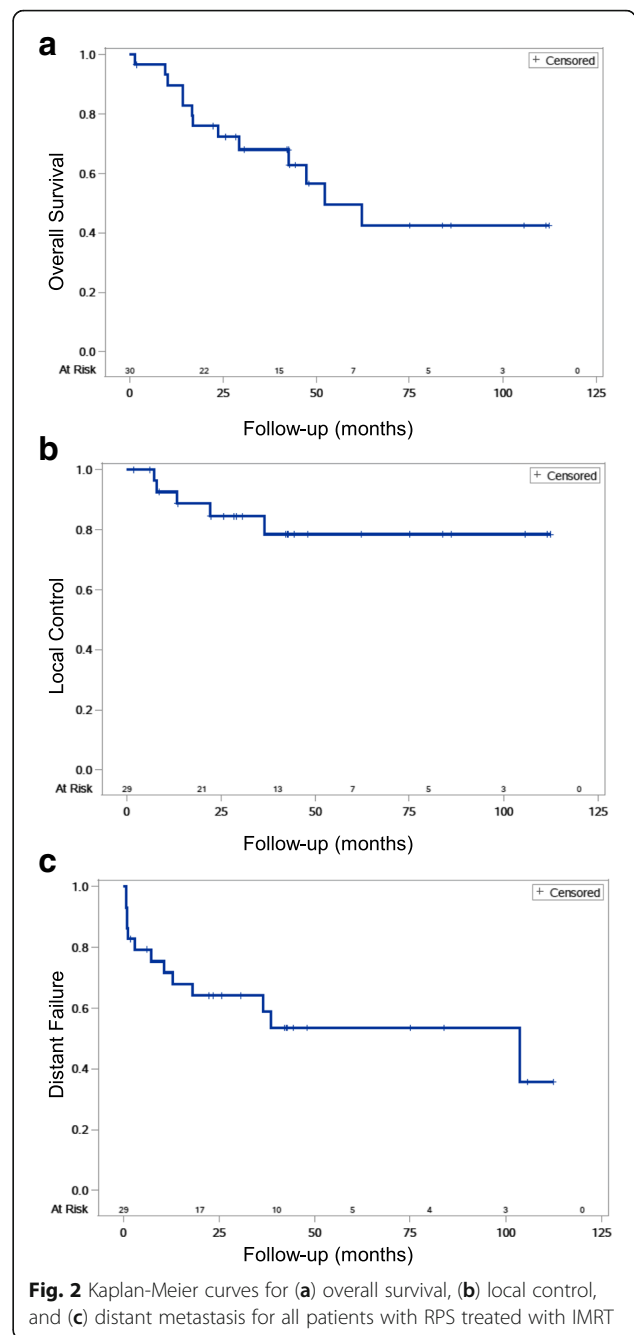 a
+ Censored
1.0
0.8
0.6
0.4
0.2
0.0
Overall Survival
At Risk 30 22 15 7 5 3 0
0 25 50 75 100 125
Follow-up (months)
b
+ Censored
1.0
0.8
0.6
0.4
0.2
0.0
Local Control
At Risk 29 21 13 7 5 3 0
0 25 50 75 100 125
Follow-up (months)
c
+ Censored
1.0
0.8
0.6
0.4
0.2
0.0
Distant Failure
At Risk 29 17 10 5 4 3 0
0 25 50 75 100 125
Follow-up (months)
Fig. 2 Kaplan-Meier curves for (a) overall survival, (b) local control,
and (c) distant metastasis for all patients with RPS treated with IMRT